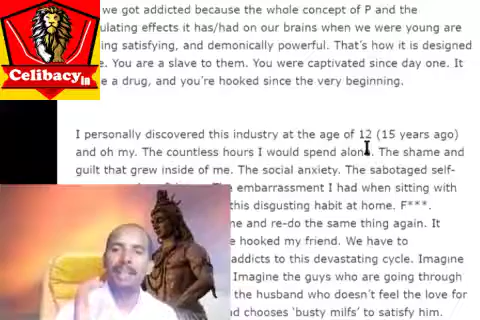 we got addicted because the whole concept of P and the
ulating effects it has/had on our brains when we were young are
ing satisfying, and demonically powerful. That's how it is designed
e. You are a slave to them. You were captivated since day one. It
e a drug, and you're hooked since the very beginning.
Celibacy.in
I personally discovered this industry at the age of 12 (15 years ago)
and oh my. The countless hours I would spend alone. The shame and
guilt that grew inside of me. The social anxiety. The sabotaged self-
embarrassment I had when sitting with
this disgusting habit at home. F***.
me and re-do the same thing again. It
e hooked my friend. We have to
addicts to this devastating cycle. Imagine
Imagine the guys who are going through
the husband who doesn't feel the love for
nd chooses 'busty milfs' to satisfy him.